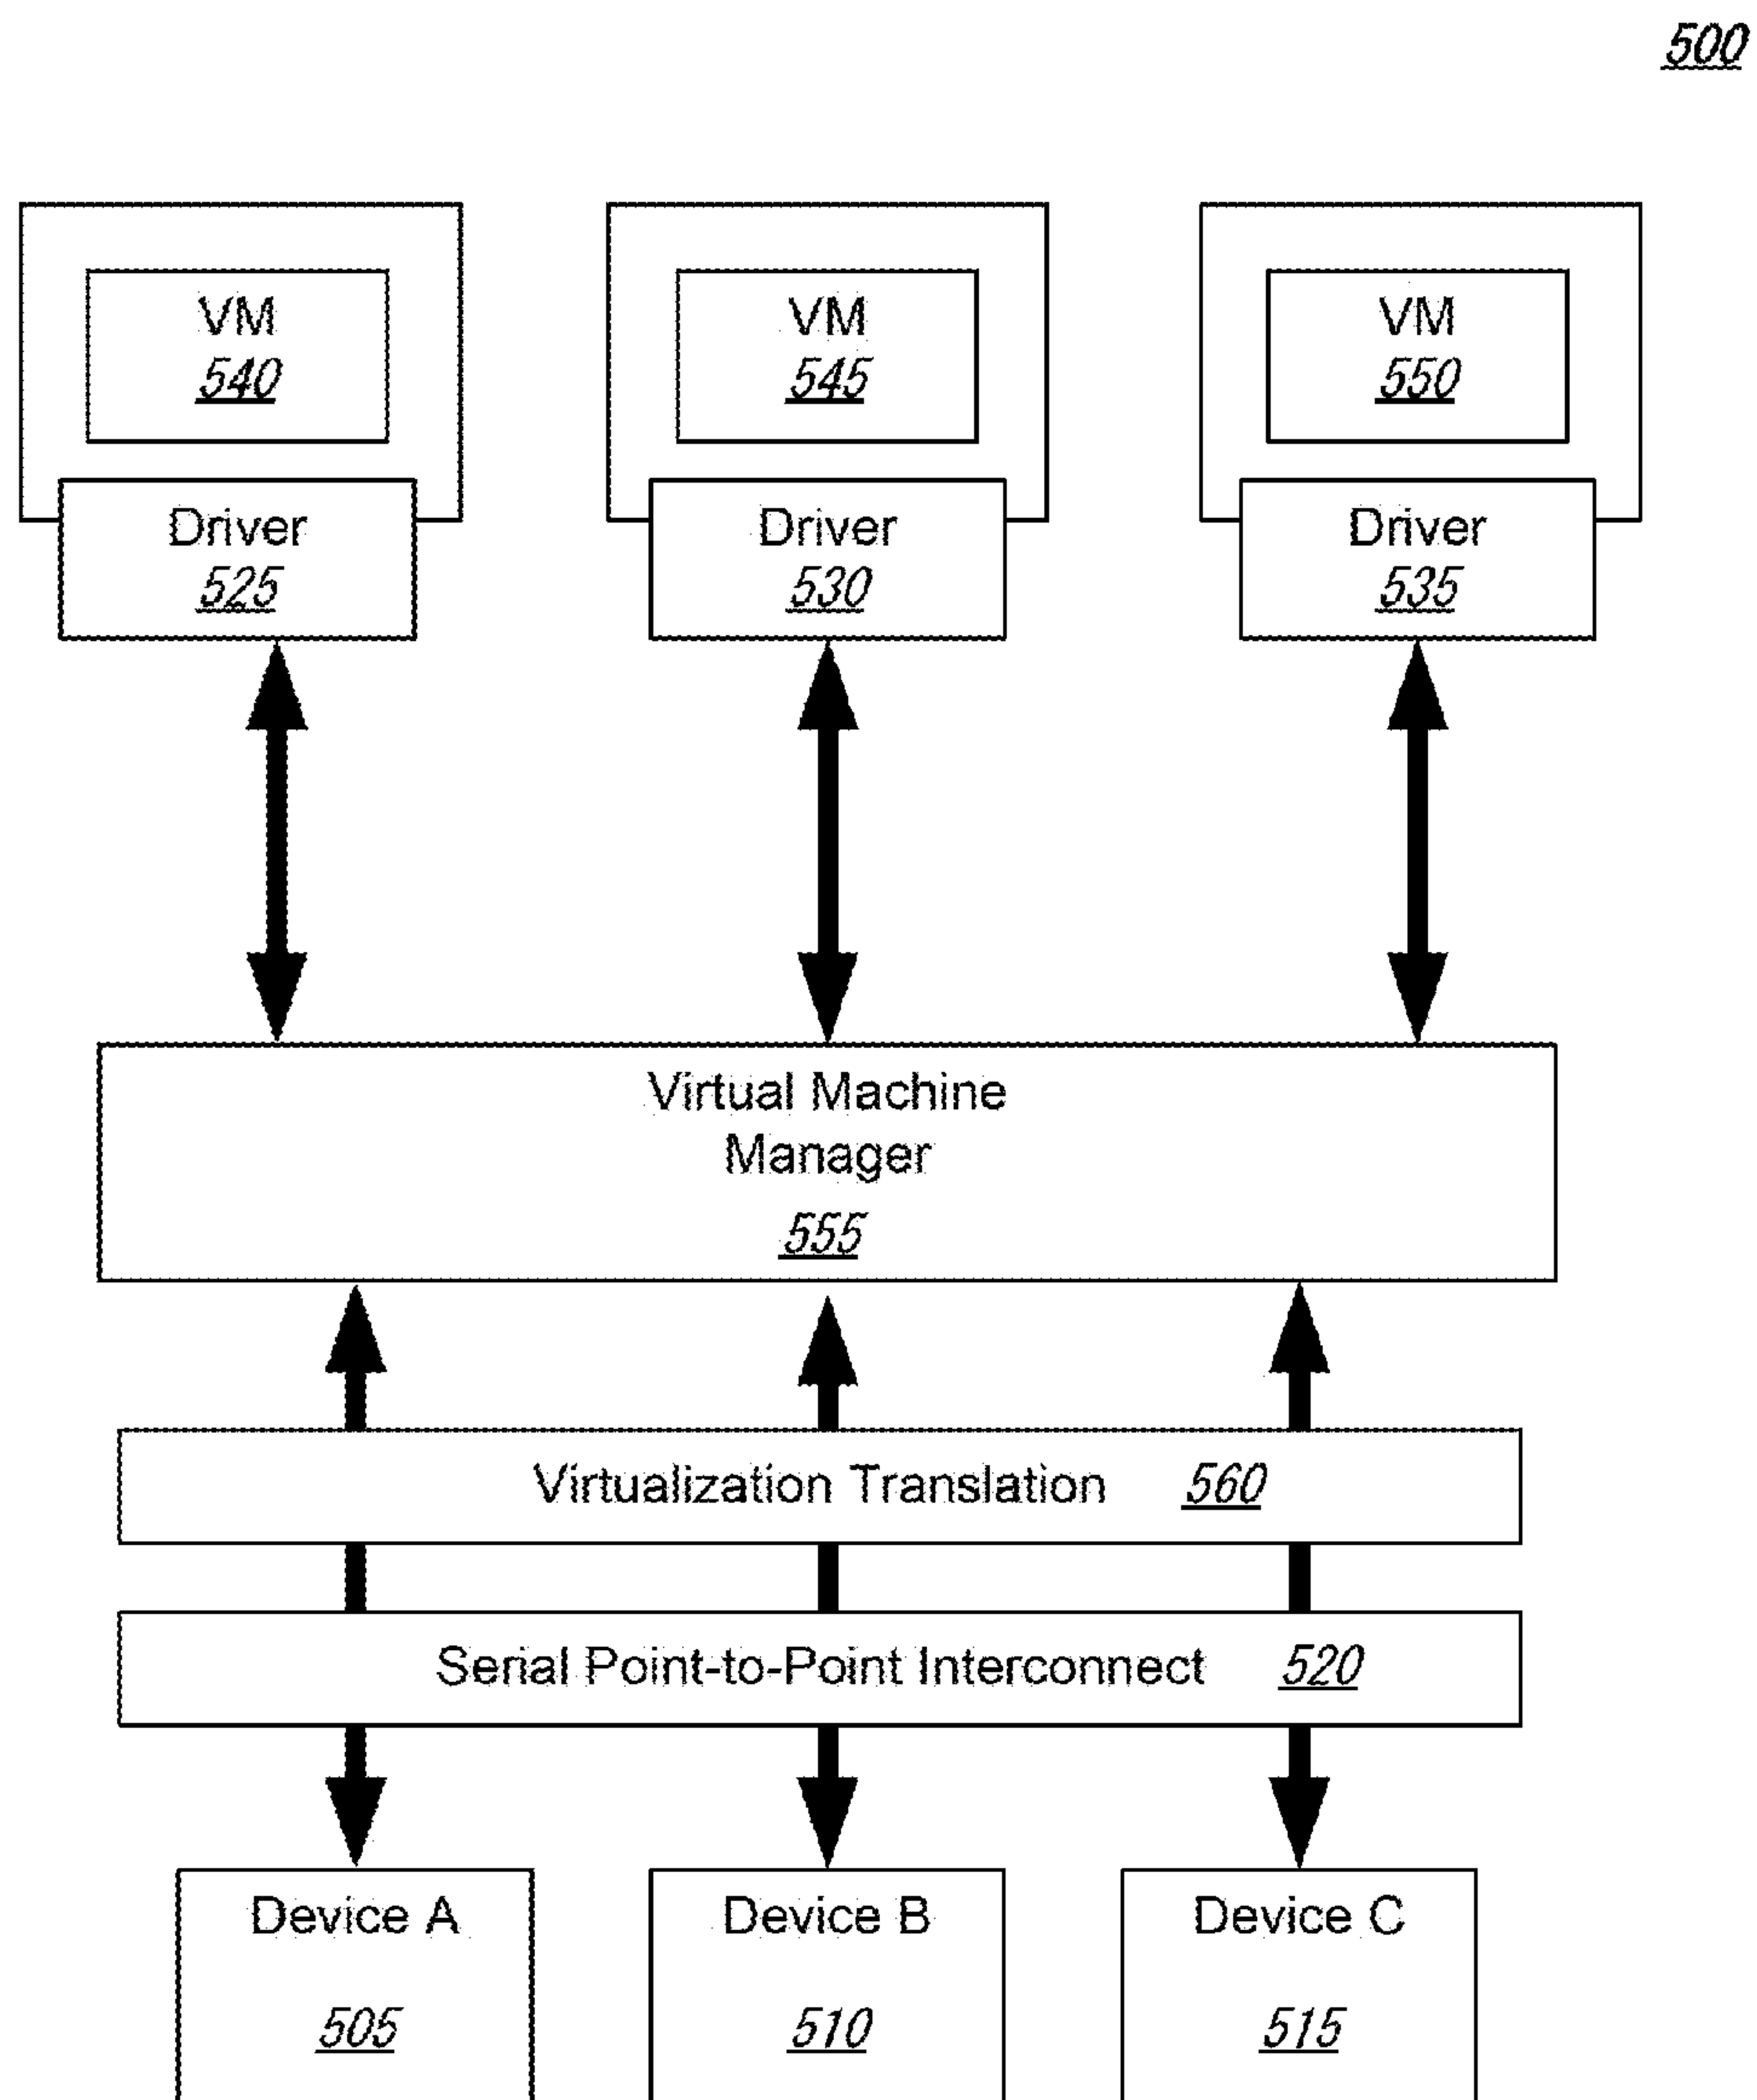 500
VM
540
VM
545
VM
550
Driver
525
Driver
530
Driver
535
Virtual Machine
Manager
555
Virtualization Translation 560
Serial Point-to-Point Interconnect 520
Device A
505
Device B
510
Device C
515